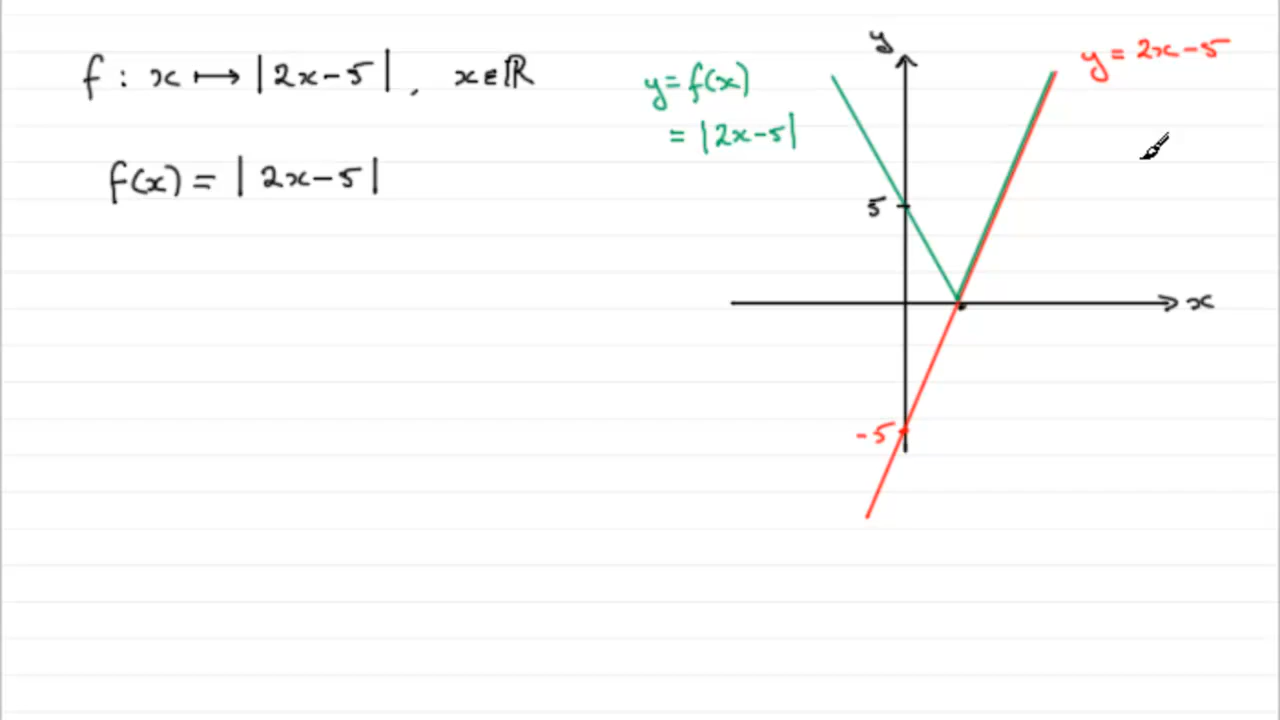 f : x ↦ |2x-5| , x∈ℝ
f(x) = |2x-5|
y=f(x)
= |2x-5|
y
y = 2x-5
5
x
-5